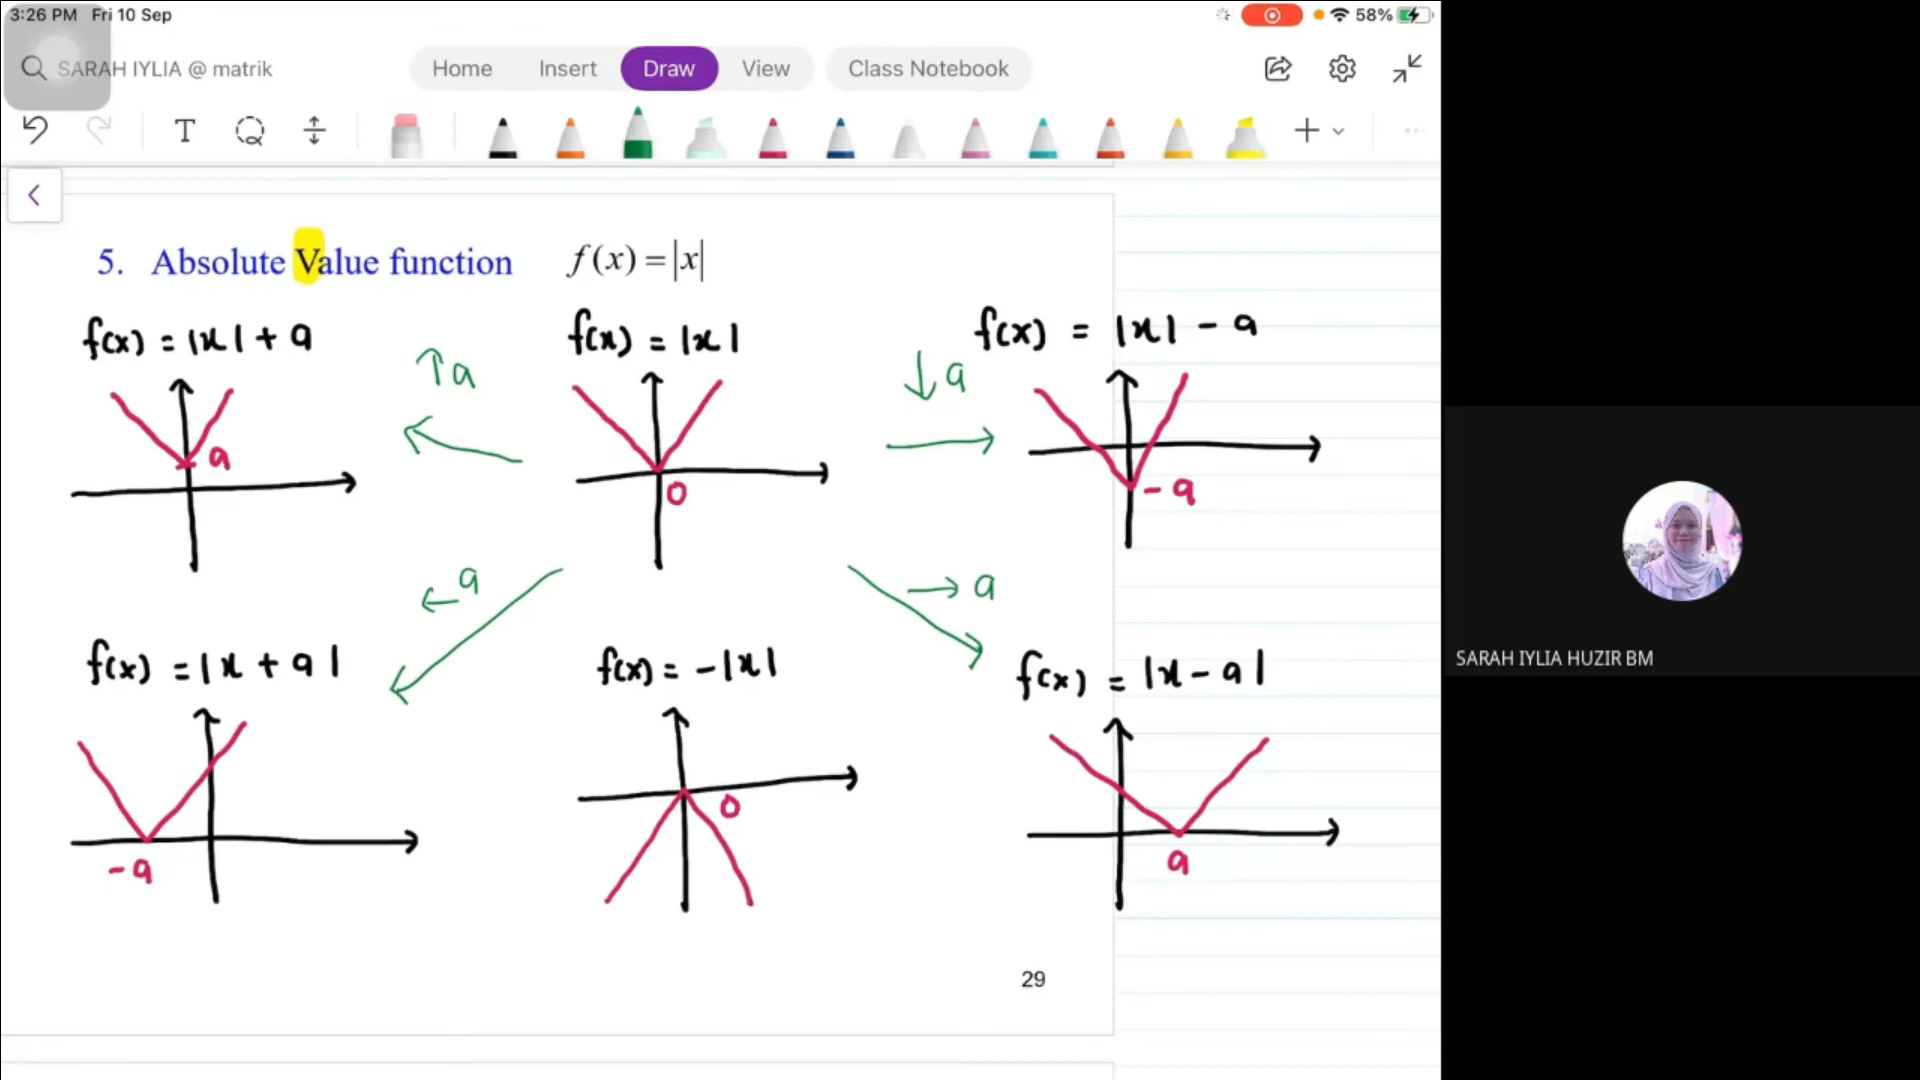 3:26 PM Fri 10 Sep
58%
SARAH IYLIA @ matrik
Home Insert Draw View Class Notebook
T
5. Absolute Value function f(x) = |x|
f(x) = |x| + a
f(x) = |x|
f(x) = |x| - a
↑a
↓a
a
0
-a
←a
→ a
f(x) = |x + a|
f(x) = -|x|
f(x) = |x - a|
-a
0
a
29
SARAH IYLIA HUZIR BM